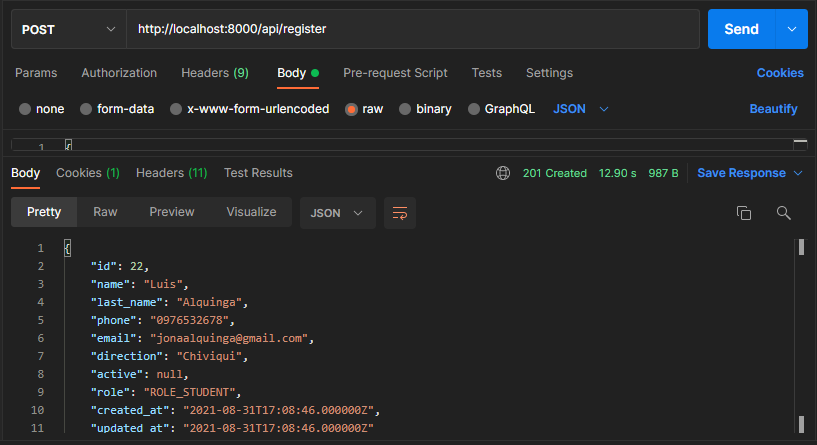 POST http://localhost:8000/api/register Send
Params Authorization Headers (9) Body Pre-request Script Tests Settings Cookies
none form-data x-www-form-urlencoded raw binary GraphQL JSON Beautify
1 {
Body Cookies (1) Headers (11) Test Results 201 Created 12.90 s 987 B Save Response
Pretty Raw Preview Visualize JSON
1 {
2 "id": 22,
3 "name": "Luis",
4 "last_name": "Alquinga",
5 "phone": "0976532678",
6 "email": "jonaalquinga@gmail.com",
7 "direction": "Chiviqui",
8 "active": null,
9 "role": "ROLE_STUDENT",
10 "created_at": "2021-08-31T17:08:46.000000Z",
11 "updated_at": "2021-08-31T17:08:46.000000Z"